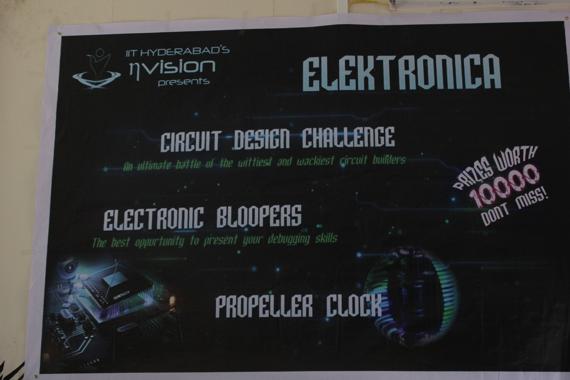 IIT HYDERABAD'S
ηvision
presents
ELEKTRONICA
CIRCUIT DESIGN CHALLENGE
An ultimate battle of the wittiest and wackiest circuit builders
PRIZES WORTH
10000
DONT MISS!
ELECTRONIC BLOOPERS
The best opportunity to present your debugging skills
PROPELLER CLOCK